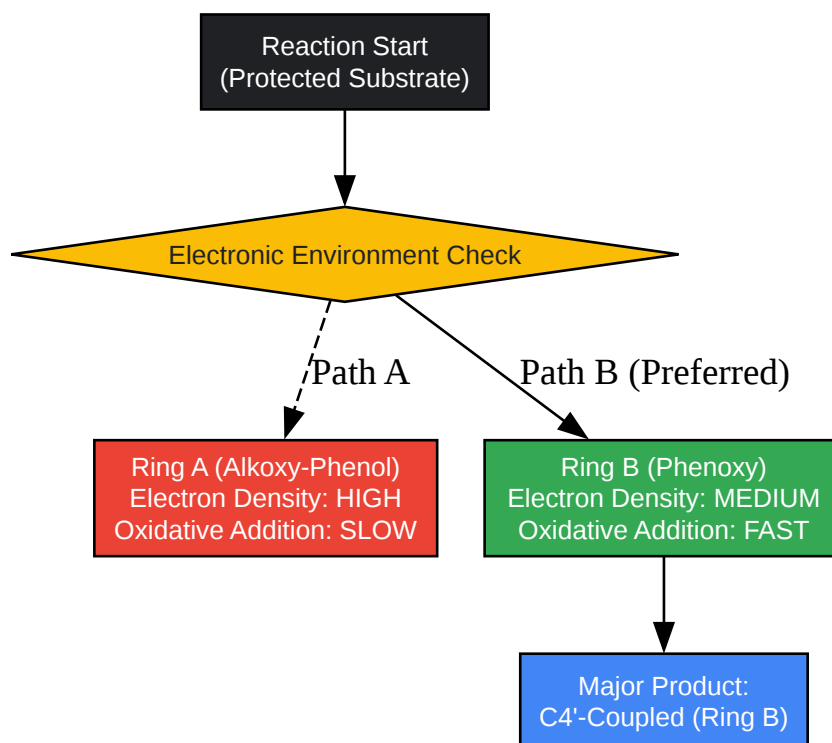 Reaction Start
(Protected Substrate)
Electronic Environment Check
Path A
Path B (Preferred)
Ring A (Alkoxy-Phenol)
Electron Density: HIGH
Oxidative Addition: SLOW
Ring B (Phenoxy)
Electron Density: MEDIUM
Oxidative Addition: FAST
Major Product:
C4'-Coupled (Ring B)